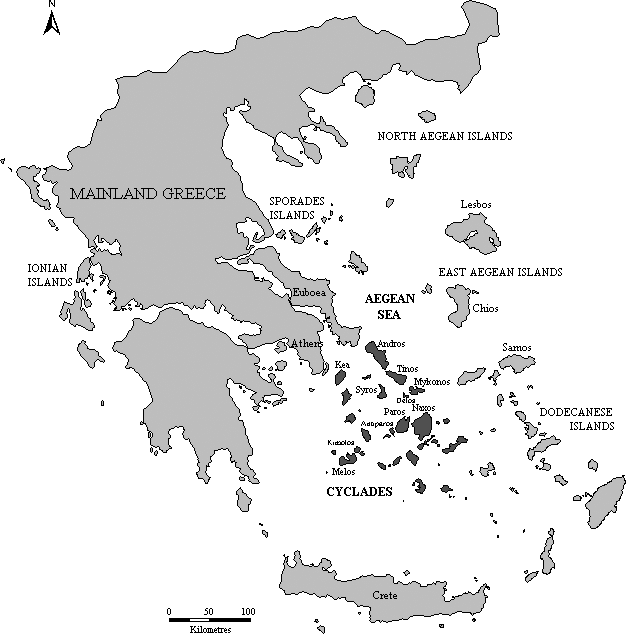 N
NORTH AEGEAN ISLANDS
MAINLAND GREECE
SPORADES
ISLANDS
Lesbos
IONIAN
ISLANDS
EAST AEGEAN ISLANDS
Euboea
AEGEAN
SEA
Chios
Athens
Andros
Samos
Kea
Tinos
Mykonos
Syros
Delos
Paros
Naxos
DODECANESE
ISLANDS
Antiparos
Kimolos
Melos
CYCLADES
Crete
0 50 100
Kilometres